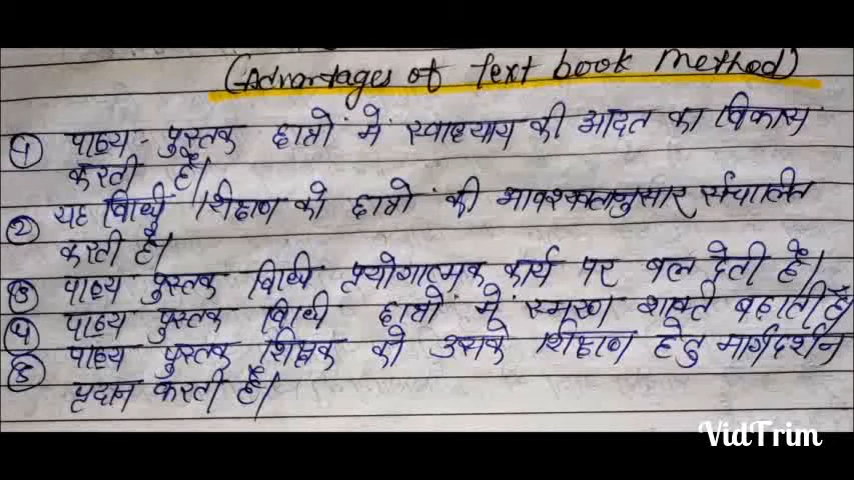 (Advantages of Text book Method)
① पाठ्य - पुस्तक छात्रों में स्वाध्याय की आदत का विकास
करती है।
② यह विधि शिक्षण को छात्रों की आवश्कतानुसार संचालित
करती है।
③ पाठ्य पुस्तक विधि प्रयोगात्मक कार्य पर बल देती है।
④ पाठ्य पुस्तक विधि छात्रों में स्मरण शक्ति बढाती है।
⑤ पाठ्य पुस्तक शिक्षक को उसके शिक्षण हेतु मार्गदर्शन
प्रदान करती है।
VidTrim